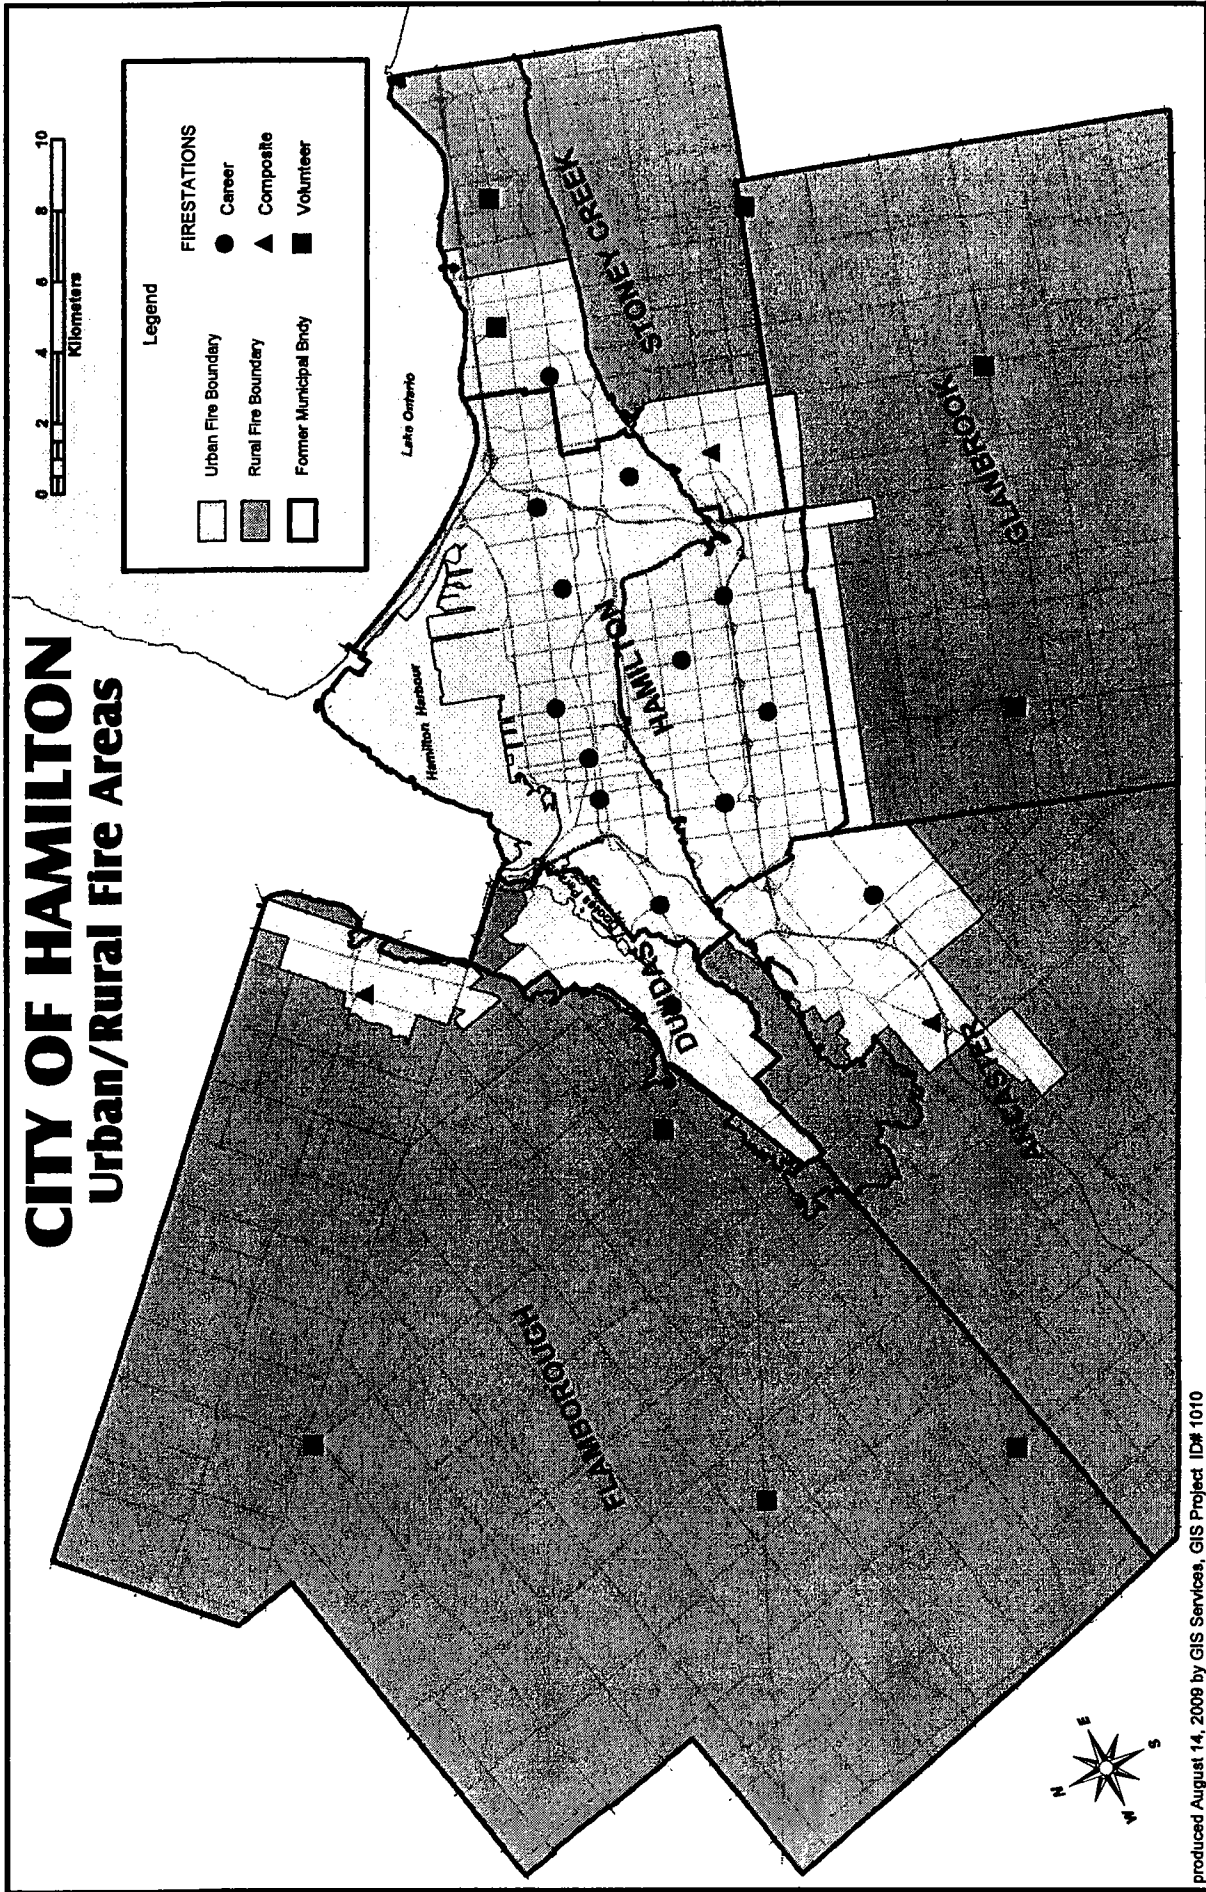 CITY OF HAMILTON
Urban/Rural Fire Areas
0 2 4 6 8 10
Kilometers
Legend
Urban Fire Boundary
Rural Fire Boundary
Former Municipal Bndy
FIRESTATIONS
Career
Composite
Volunteer
Lake Ontario
Hamilton Harbour
FLAMBOROUGH
DUNDAS
HAMILTON
STONEY CREEK
ANCASTER
GLANBROOK
N
E
S
W
produced August 14, 2009 by GIS Services, GIS Project ID# 1010